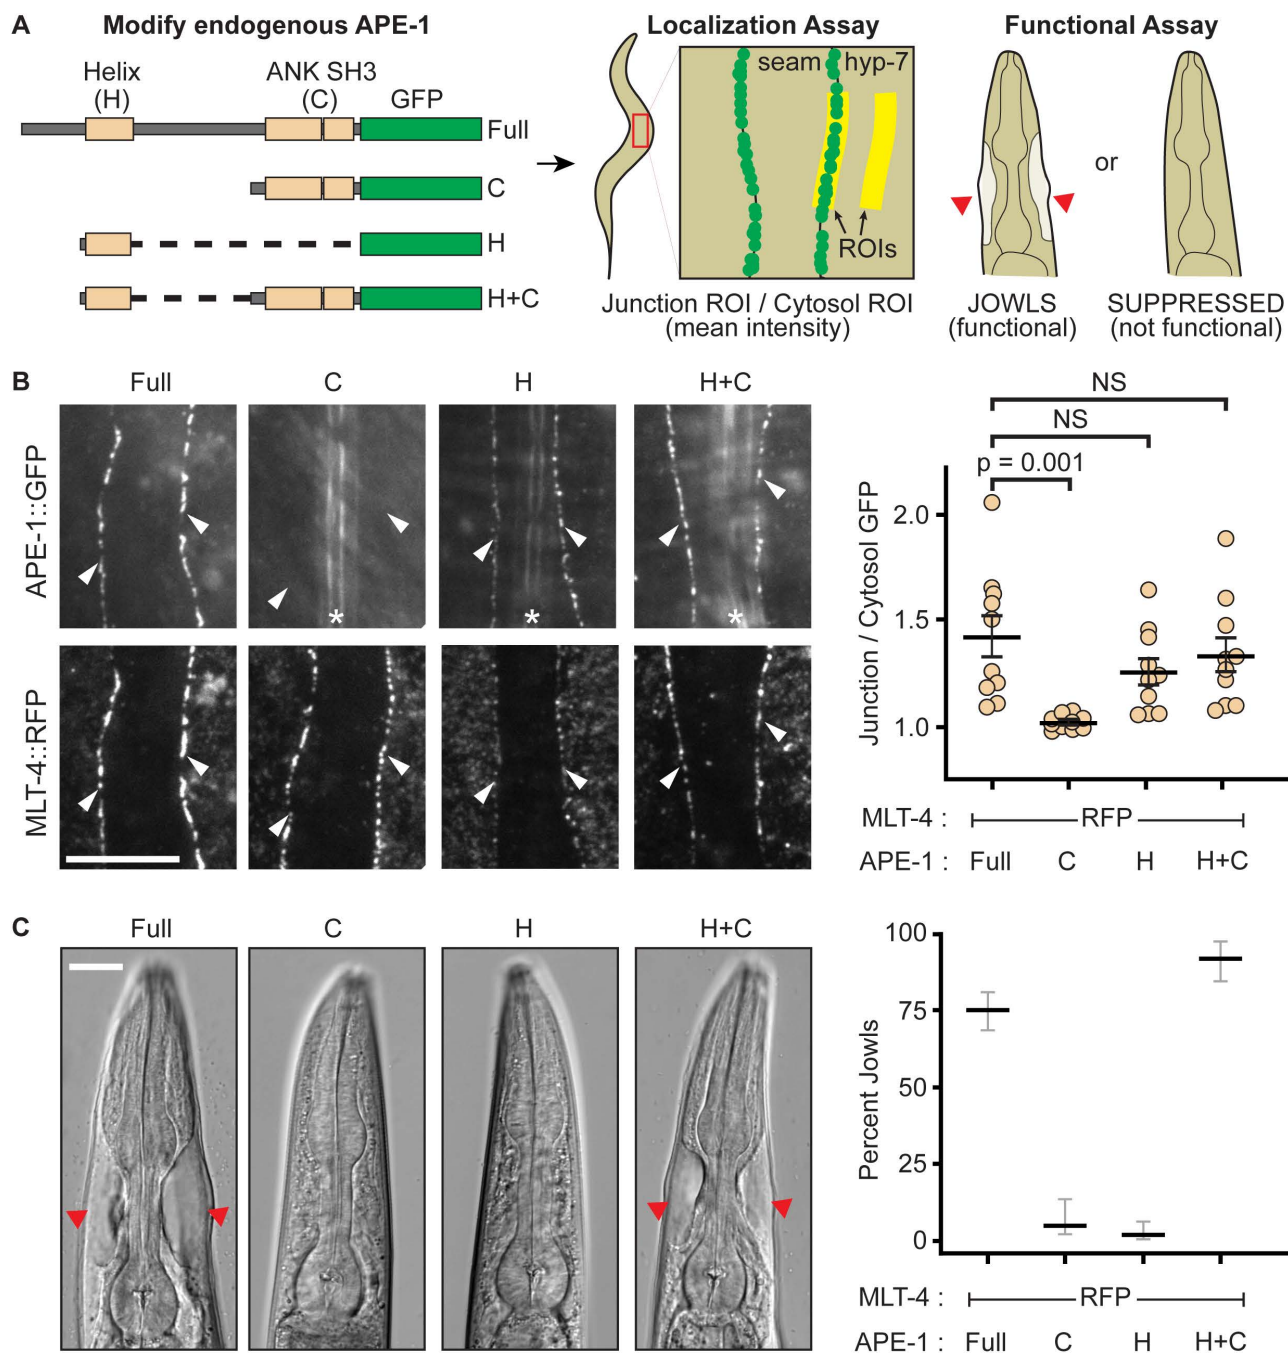 A
Modify endogenous APE-1
Localization Assay
Functional Assay
Helix
(H)
ANK SH3
(C)
GFP
Full
C
H
H+C
seam
hyp-7
ROIs
or
Junction ROI / Cytosol ROI
(mean intensity)
JOWLS
(functional)
SUPPRESSED
(not functional)
B
Full
C
H
H+C
APE-1::GFP
*
*
*
MLT-4::RFP
NS
NS
p = 0.001
Junction / Cytosol GFP
2.0
1.5
1.0
MLT-4 :
RFP
APE-1 :
Full
C
H
H+C
C
Full
C
H
H+C
Percent Jowls
100
75
50
25
0
MLT-4 :
RFP
APE-1 :
Full
C
H
H+C